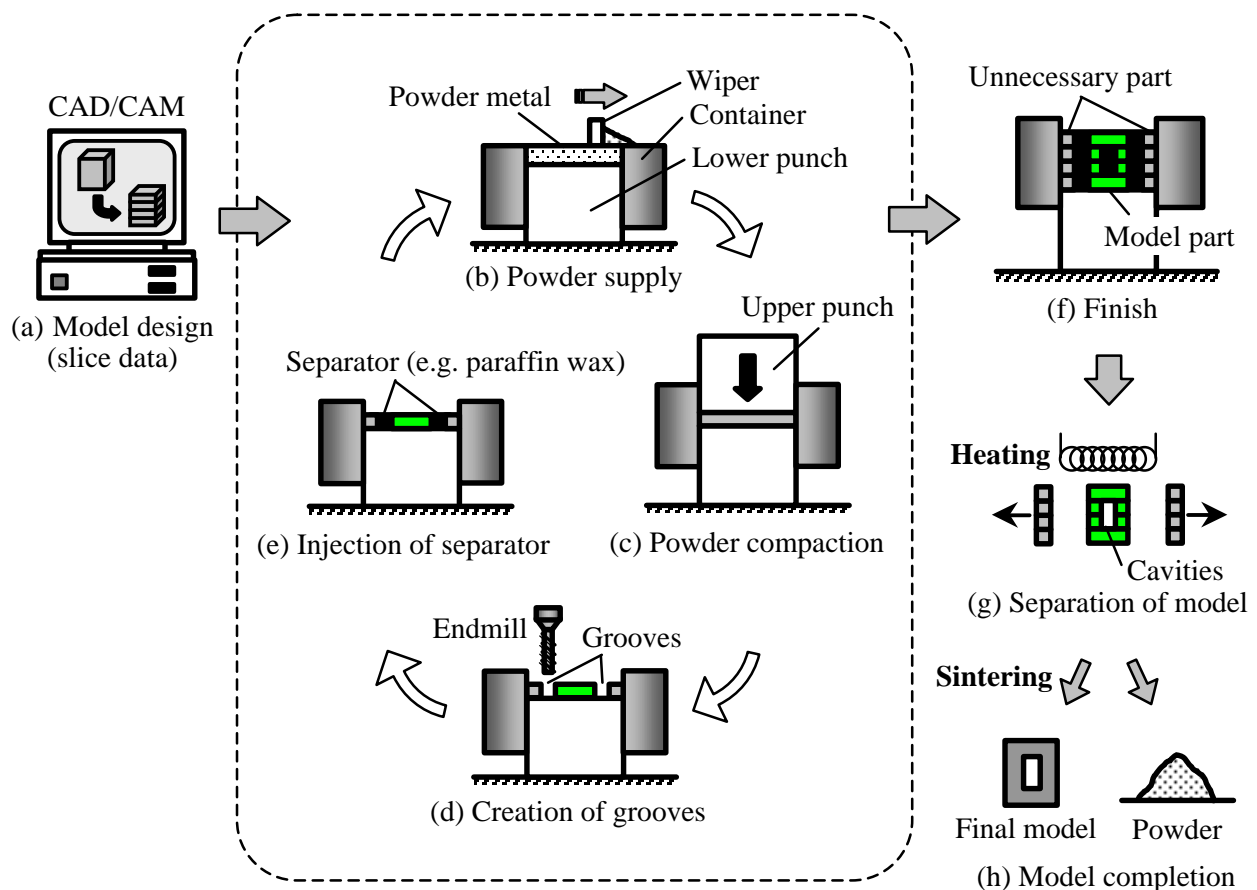 CAD/CAM
(a) Model design
(slice data)
Powder metal
Wiper
Container
Lower punch
(b) Powder supply
Upper punch
(c) Powder compaction
Endmill
Grooves
(d) Creation of grooves
Separator (e.g. paraffin wax)
(e) Injection of separator
Unnecessary part
Model part
(f) Finish
Heating
Cavities
(g) Separation of model
Sintering
Final model
Powder
(h) Model completion